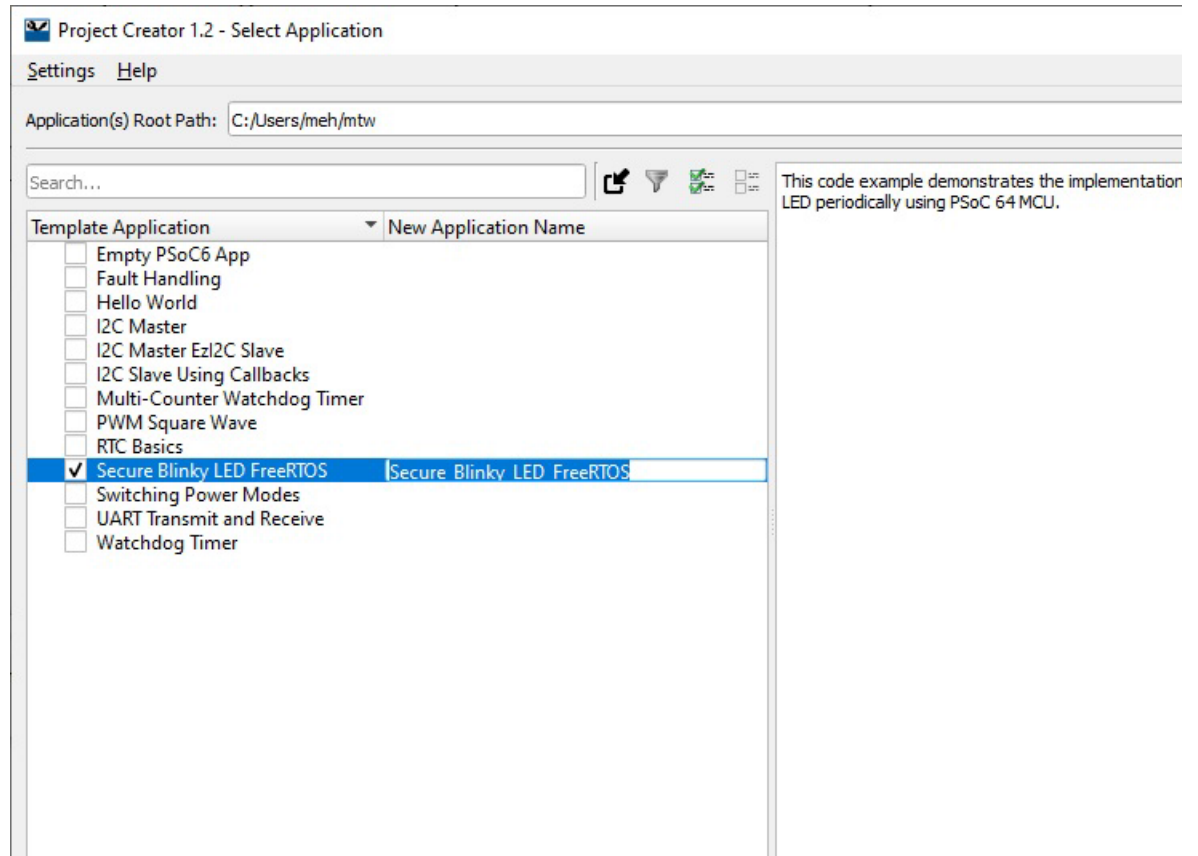 Project Creator 1.2 - Select Application
Settings Help
Application(s) Root Path: C:/Users/meh/mtw
Search...
This code example demonstrates the implementation
LED periodically using PSoC 64 MCU.
Template Application New Application Name
Empty PSoC6 App
Fault Handling
Hello World
I2C Master
I2C Master EzI2C Slave
I2C Slave Using Callbacks
Multi-Counter Watchdog Timer
PWM Square Wave
RTC Basics
Secure Blinky LED FreeRTOS Secure_Blinky_LED_FreeRTOS
Switching Power Modes
UART Transmit and Receive
Watchdog Timer